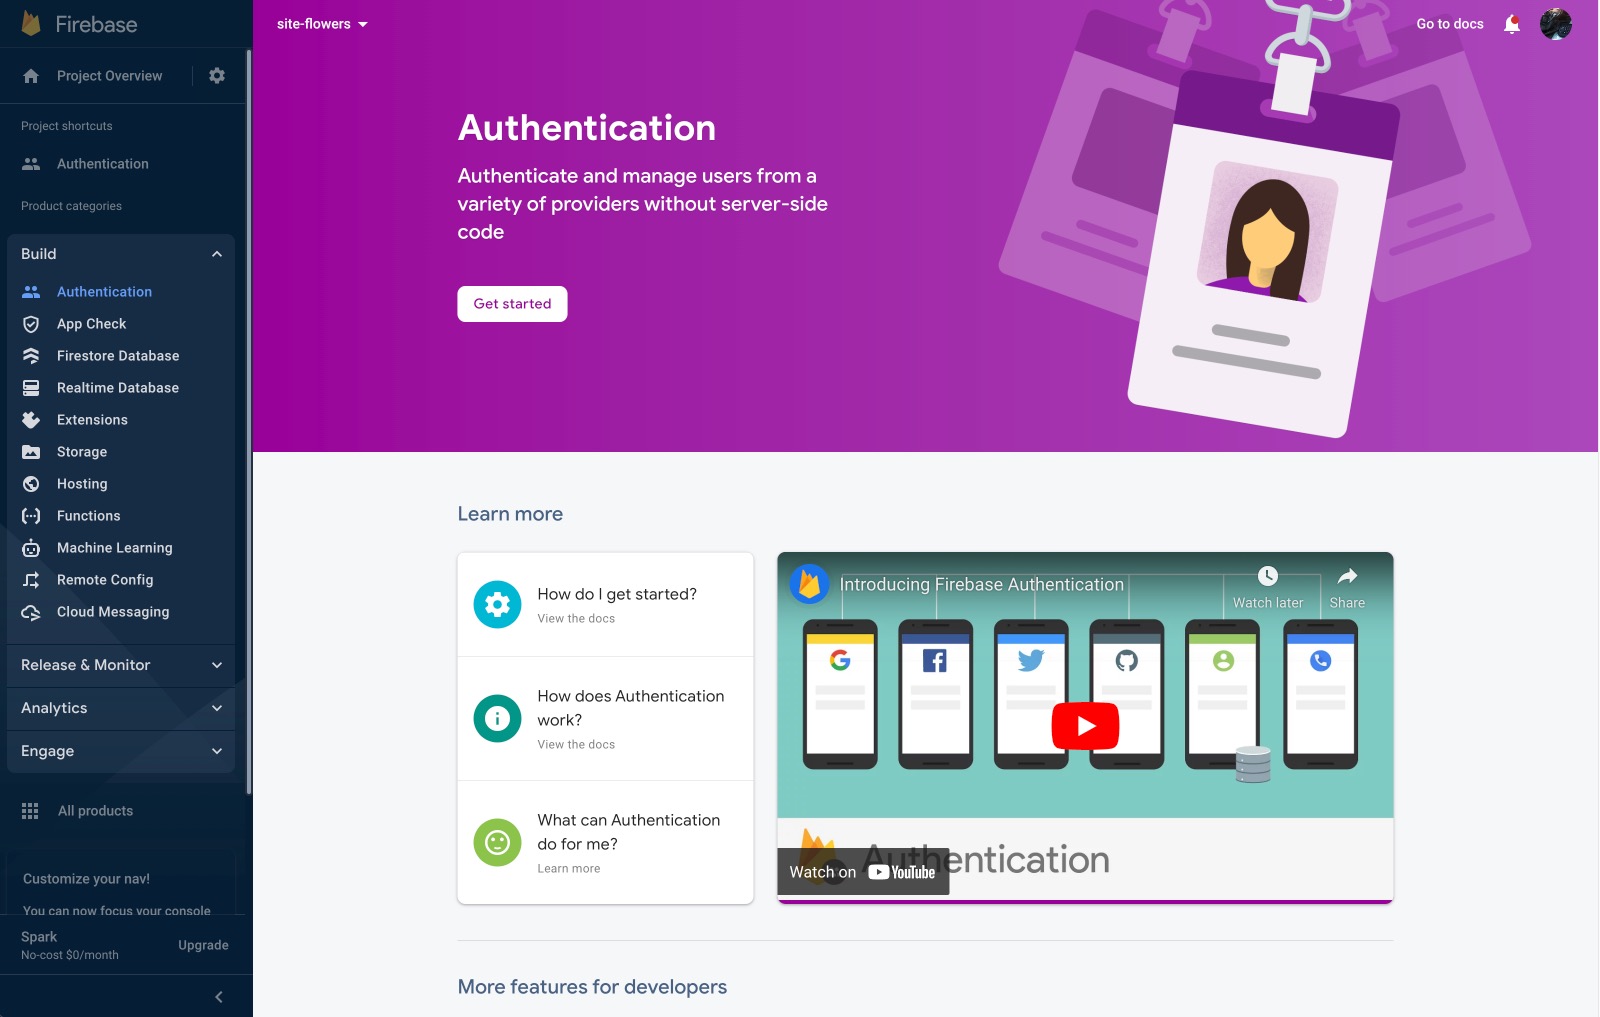 Firebase
Project Overview
Project shortcuts
Authentication
Product categories
Build
Authentication
App Check
Firestore Database
Realtime Database
Extensions
Storage
Hosting
Functions
Machine Learning
Remote Config
Cloud Messaging
Release & Monitor
Analytics
Engage
All products
Customize your nav!
You can now focus your console
Spark
No-cost $0/month
Upgrade
site-flowers
Go to docs
Authentication
Authenticate and manage users from a
variety of providers without server-side
code
Get started
Learn more
How do I get started?
View the docs
How does Authentication
work?
View the docs
What can Authentication
do for me?
Learn more
Introducing Firebase Authentication
Watch later
Share
Authentication
Watch on YouTube
More features for developers